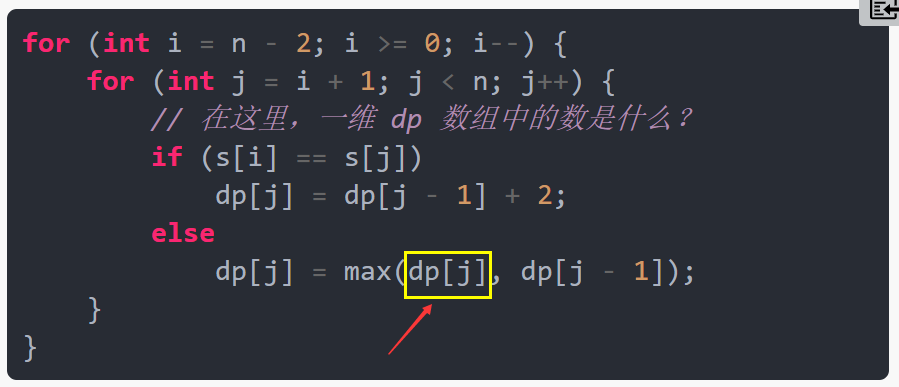 for (int i = n - 2; i >= 0; i--) {
for (int j = i + 1; j < n; j++) {
// 在这里，一维 dp 数组中的数是什么？
if (s[i] == s[j])
dp[j] = dp[j - 1] + 2;
else
dp[j] = max(dp[j], dp[j - 1]);
}
}